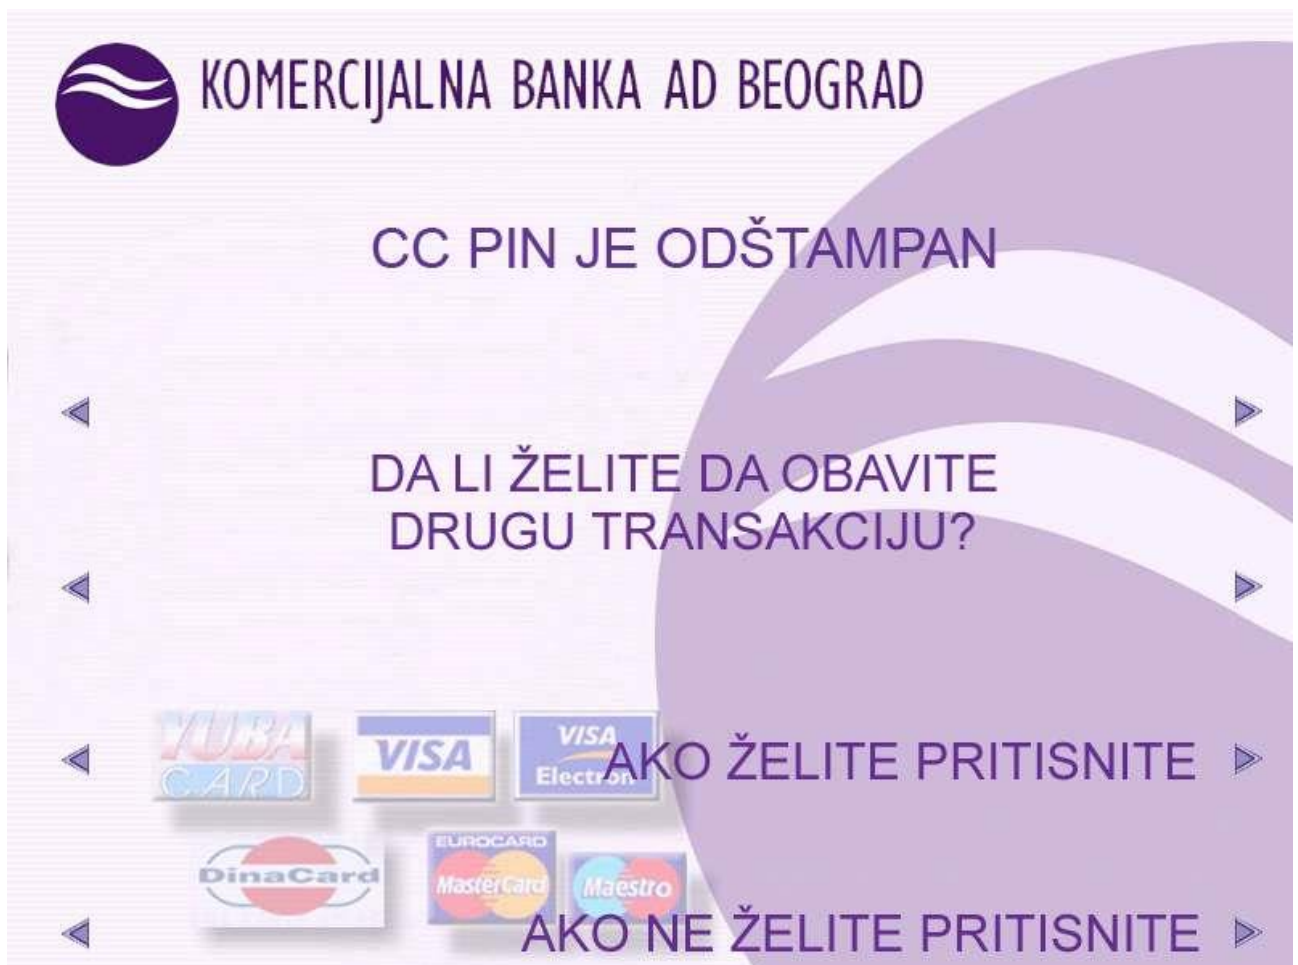 KOMERCIJALNA BANKA AD BEOGRAD
CC PIN JE ODŠTAMPAN
DA LI ŽELITE DA OBAVITE
DRUGU TRANSAKCIJU?
YUBA
CARD
VISA
VISA
Electron
AKO ŽELITE PRITISNITE
DinaCard
EUROCARD
MasterCard
Maestro
AKO NE ŽELITE PRITISNITE